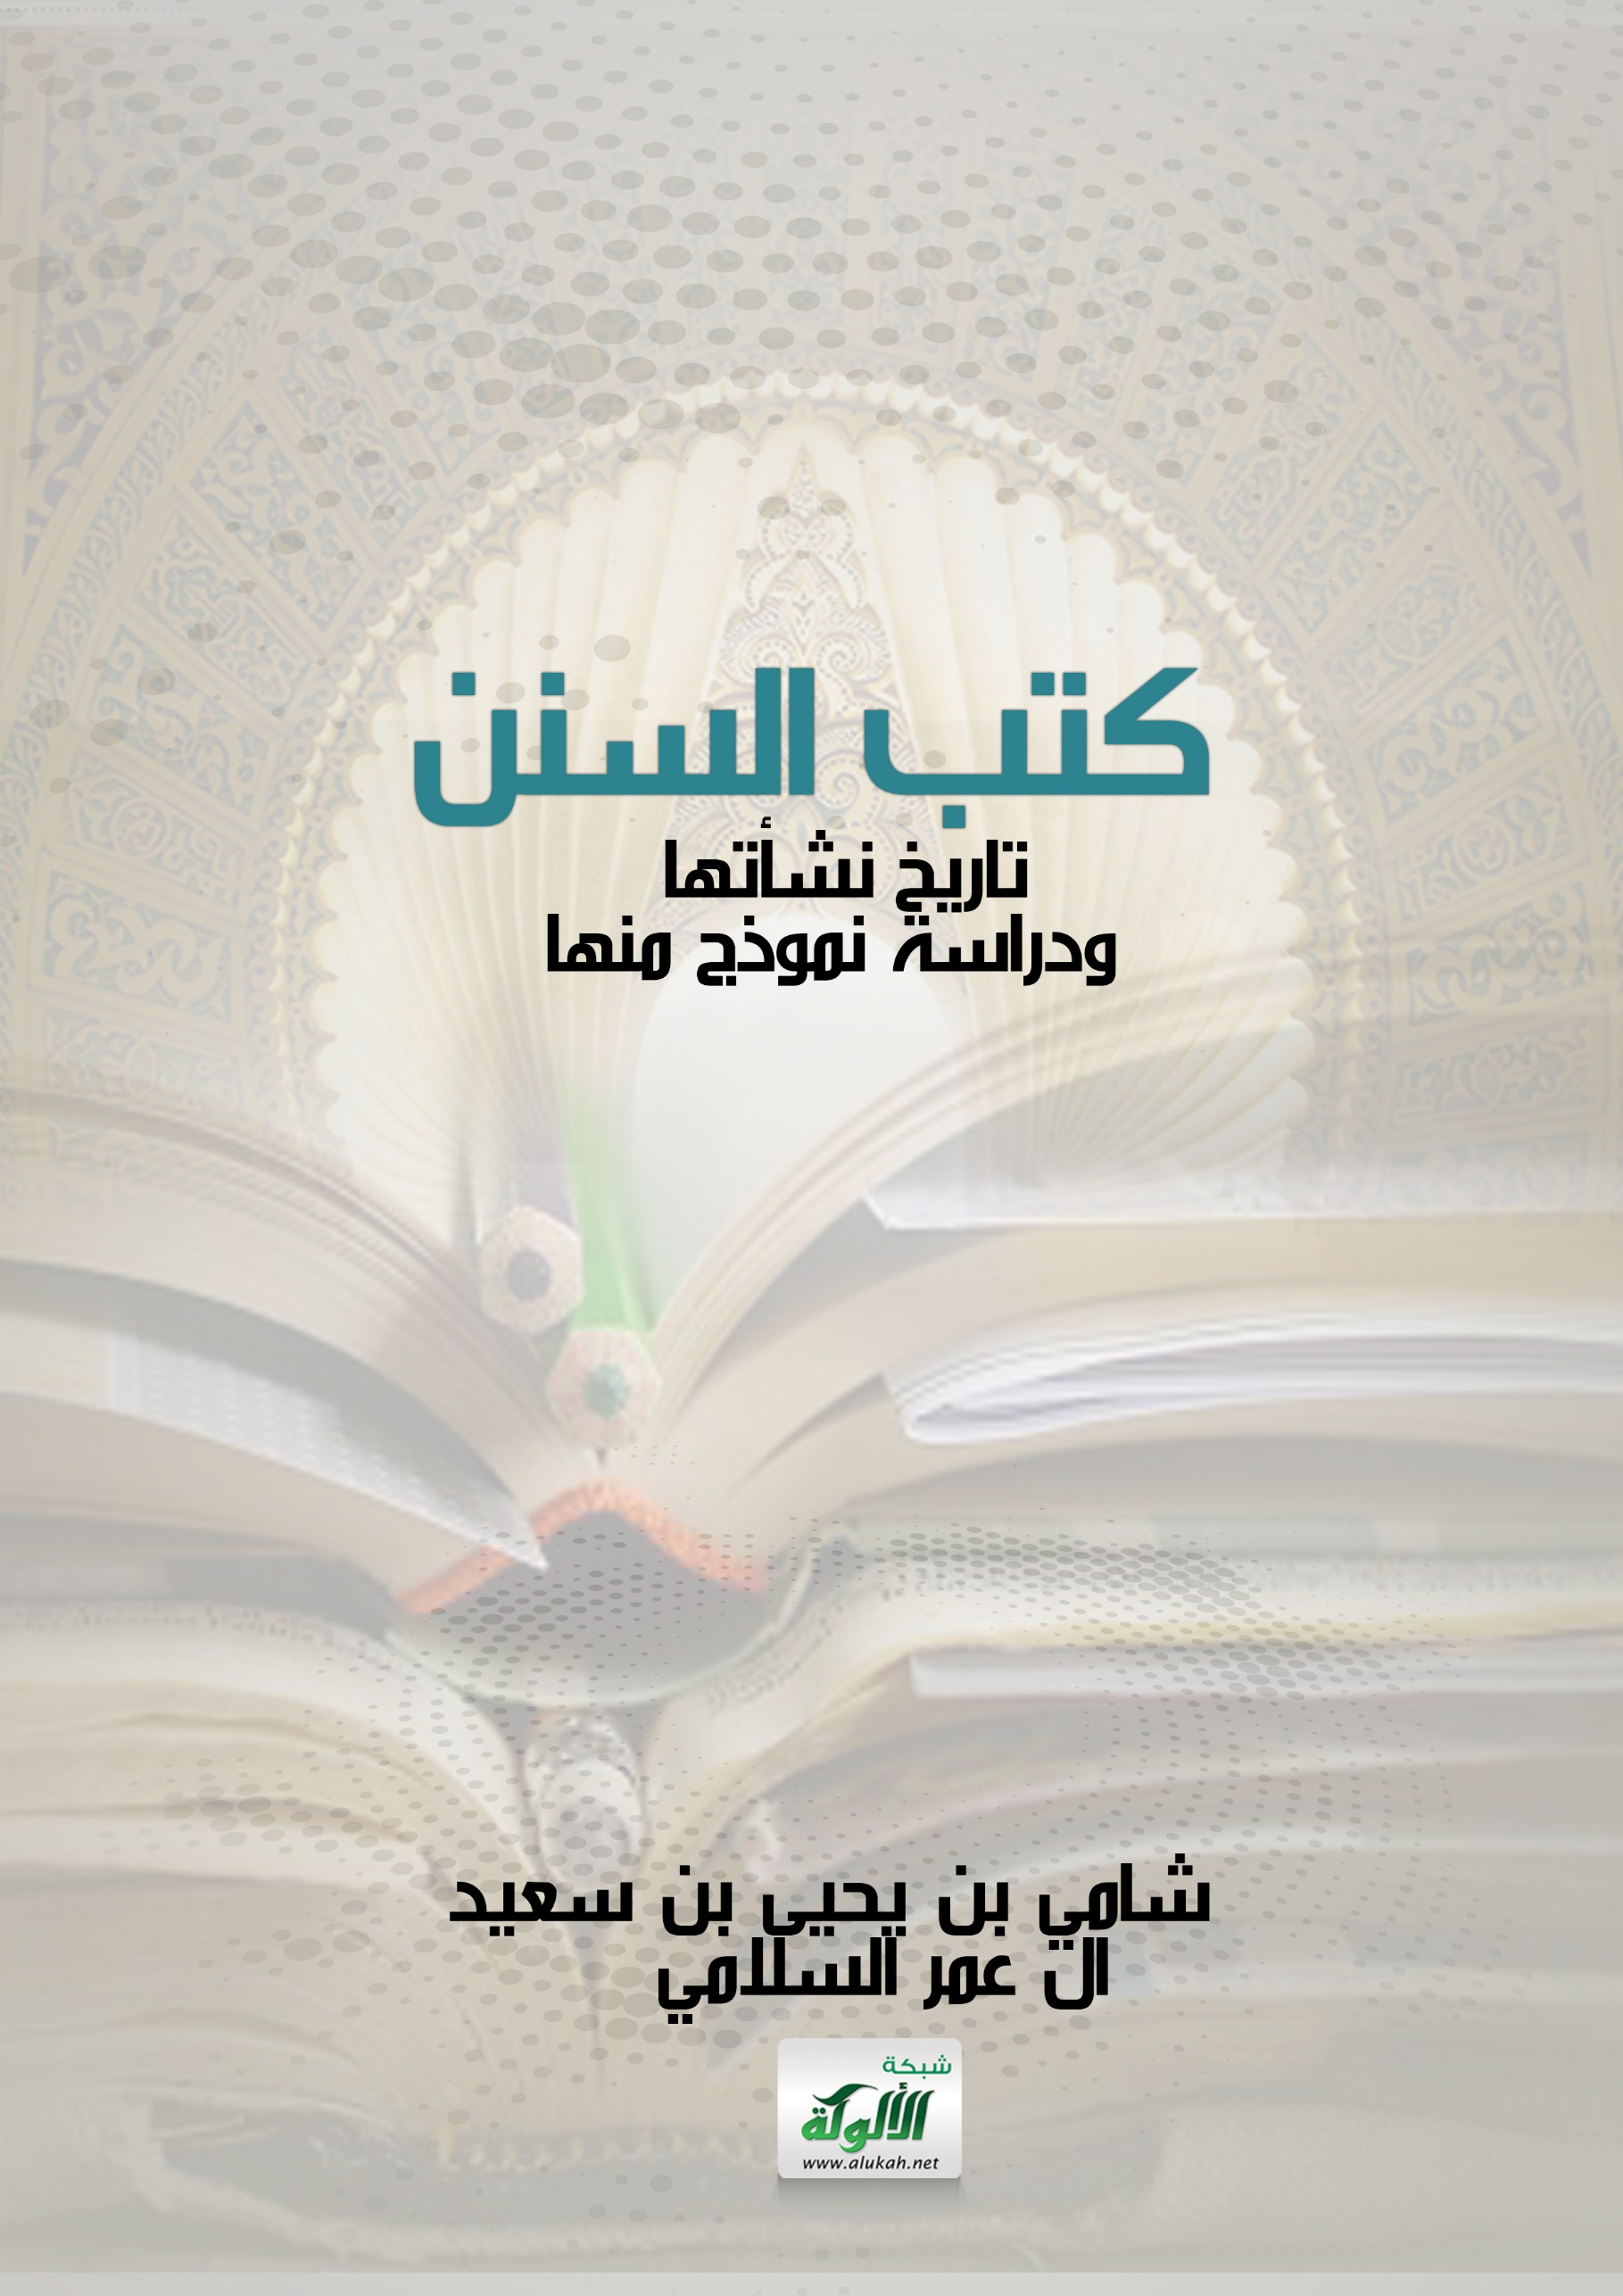 كتب السنن
تاريخ نشأتها
ودراسة نموذج منها
شامي بن يحيى بن سعيد
ال عمر السلامي
شبكة
الألوكة
www.alukah.net